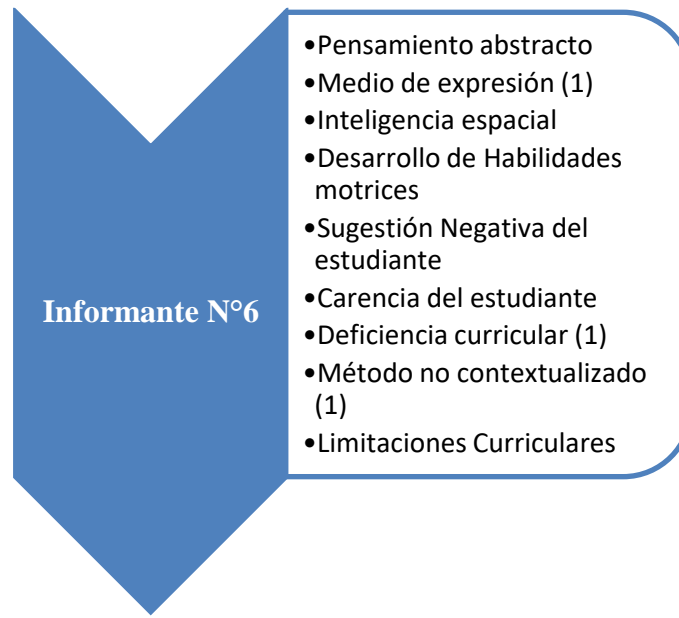 Informante N°6
•Pensamiento abstracto
•Medio de expresión (1)
•Inteligencia espacial
•Desarrollo de Habilidades
motrices
•Sugestión Negativa del
estudiante
•Carencia del estudiante
•Deficiencia curricular (1)
•Método no contextualizado
(1)
•Limitaciones Curriculares